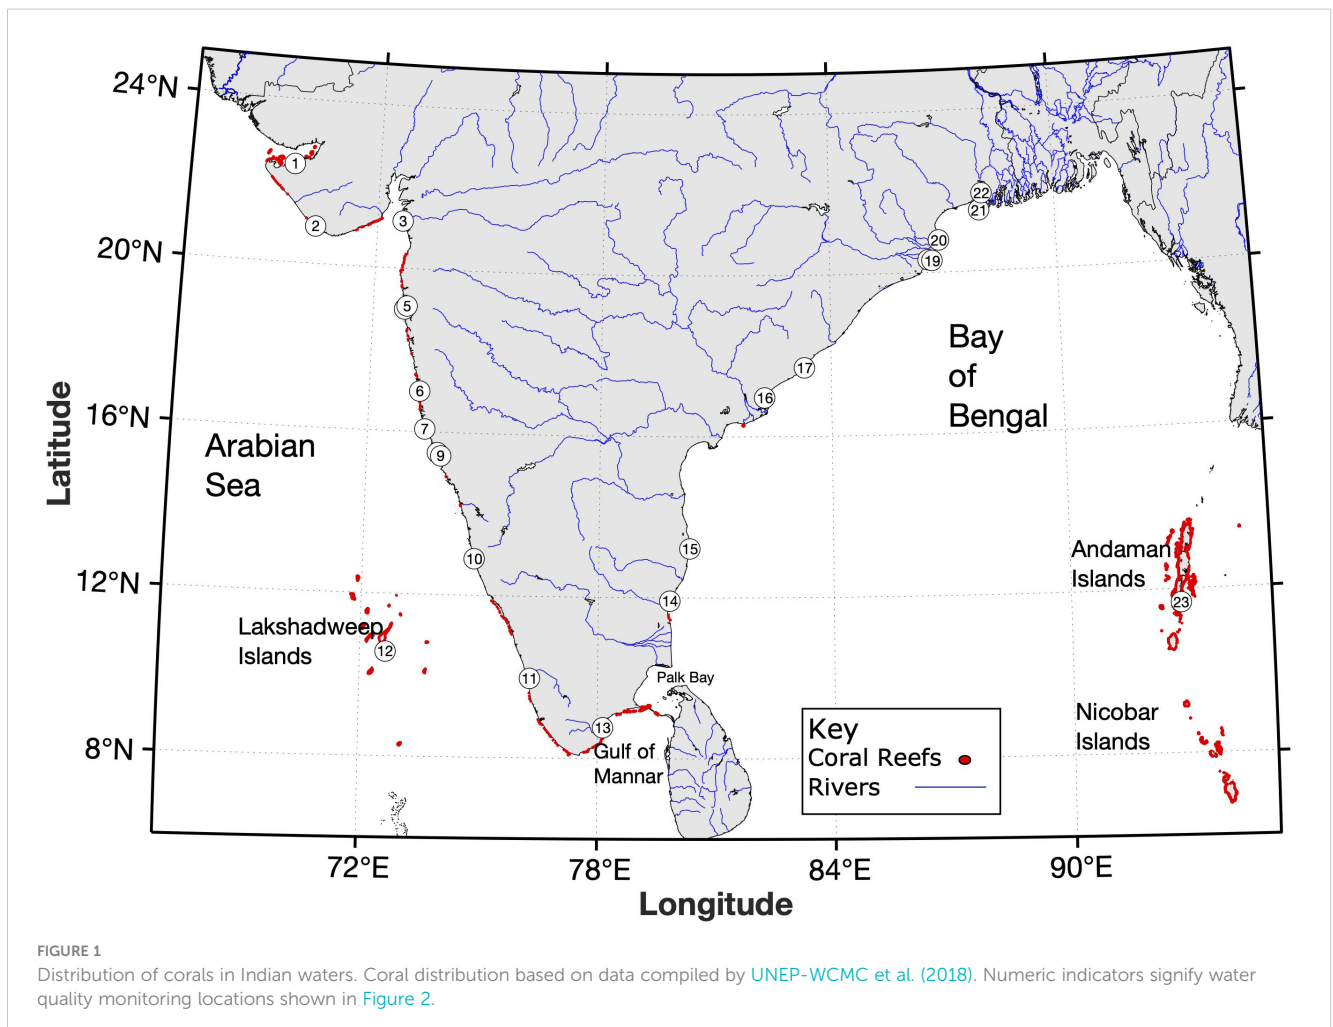 24°N
20°N
16°N
12°N
8°N
Latitude
72°E
78°E
84°E
90°E
Longitude
Arabian
Sea
Bay
of
Bengal
Lakshadweep
Islands
Andaman
Islands
Nicobar
Islands
Palk Bay
Gulf of
Mannar
1
2
3
5
6
7
9
10
11
12
13
14
15
16
17
19
20
21
22
23
Key
Coral Reefs
Rivers
FIGURE 1
Distribution of corals in Indian waters. Coral distribution based on data compiled by UNEP-WCMC et al. (2018). Numeric indicators signify water
quality monitoring locations shown in Figure 2.